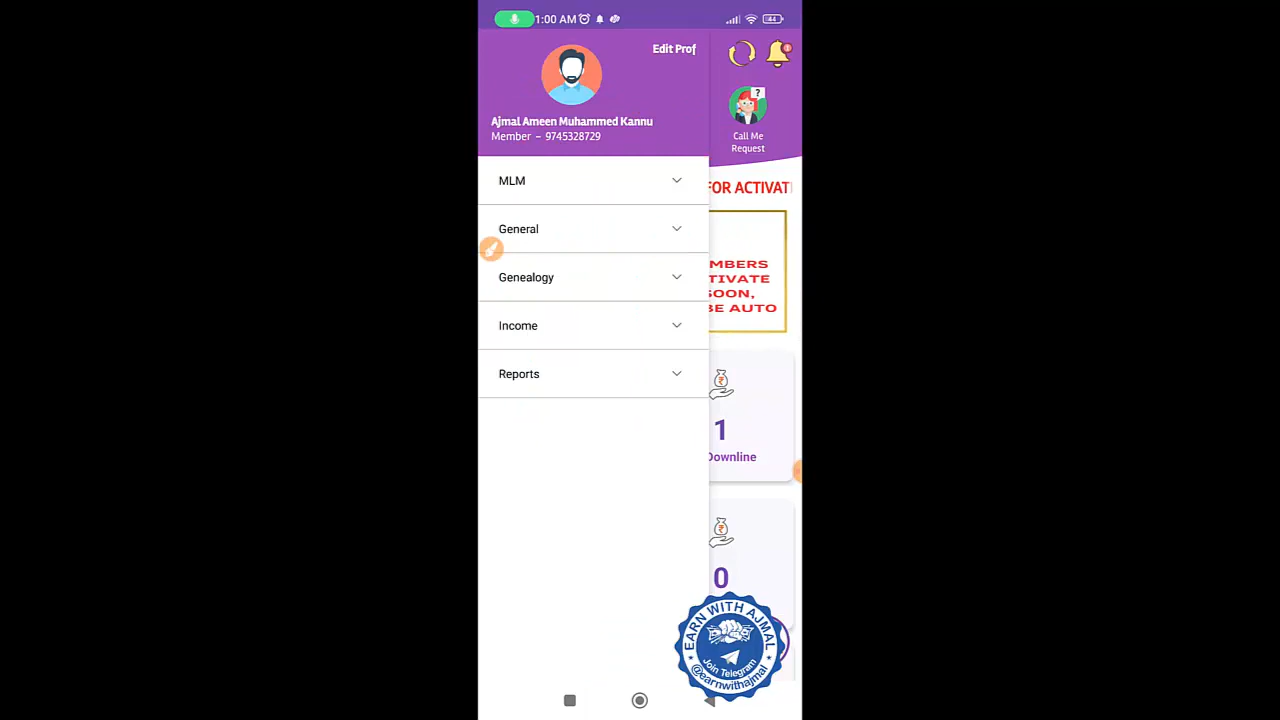 1:00 AM
44
Edit Prof
Ajmal Ameen Muhammed Kannu
Member - 9745328729
?
Call Me
Request
MLM
FOR ACTIVAT
General
MBERS
TIVATE
SOON,
BE AUTO
Genealogy
Income
Reports
1
Downline
0
EARN WITH AJMAL
Join Telegram
@earnwithajmal